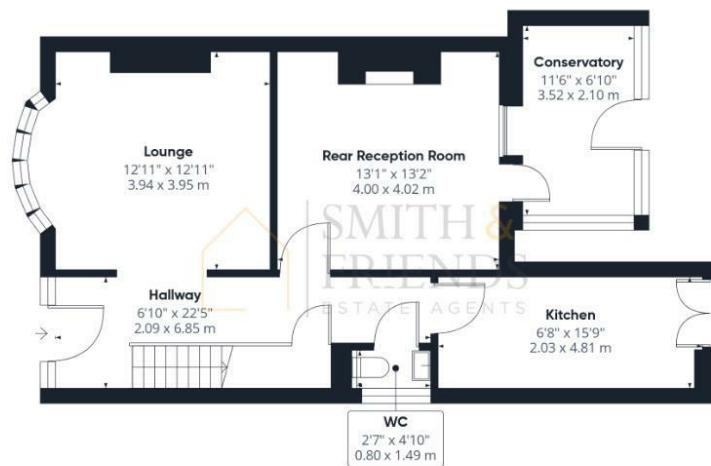 Conservatory
11'6" x 6'10"
3.52 x 2.10 m
Lounge
12'11" x 12'11"
3.94 x 3.95 m
Rear Reception Room
13'1" x 13'2"
4.00 x 4.02 m
SMITH &
FRIENDS
ESTATE AGENTS
Hallway
6'10" x 22'5"
2.09 x 6.85 m
Kitchen
6'8" x 15'9"
2.03 x 4.81 m
WC
2'7" x 4'10"
0.80 x 1.49 m